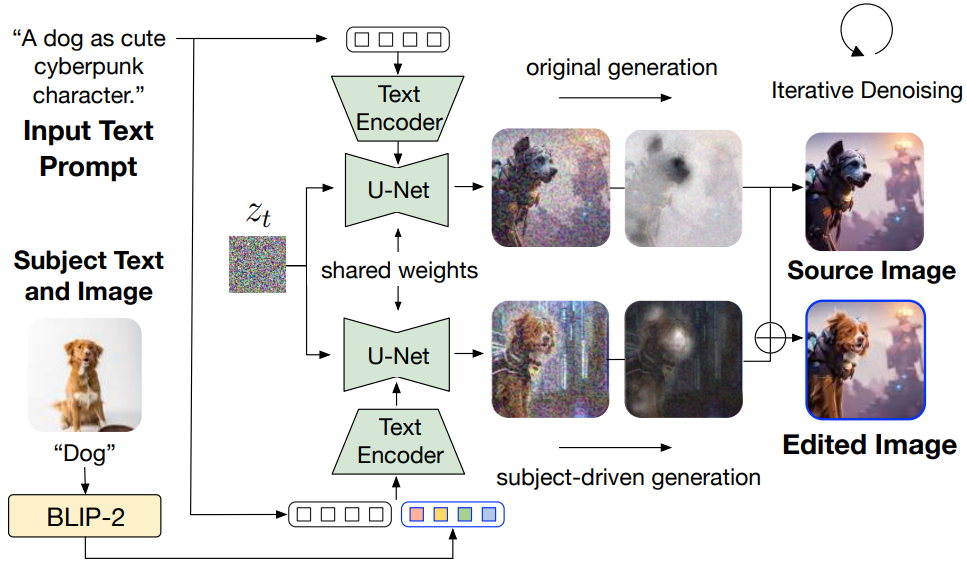 “A dog as cute
cyberpunk
character.”
Input Text
Prompt
Subject Text
and Image
“Dog”
BLIP-2
Text
Encoder
U-Net
z_t
shared weights
U-Net
Text
Encoder
original generation
subject-driven generation
Iterative Denoising
Source Image
Edited Image